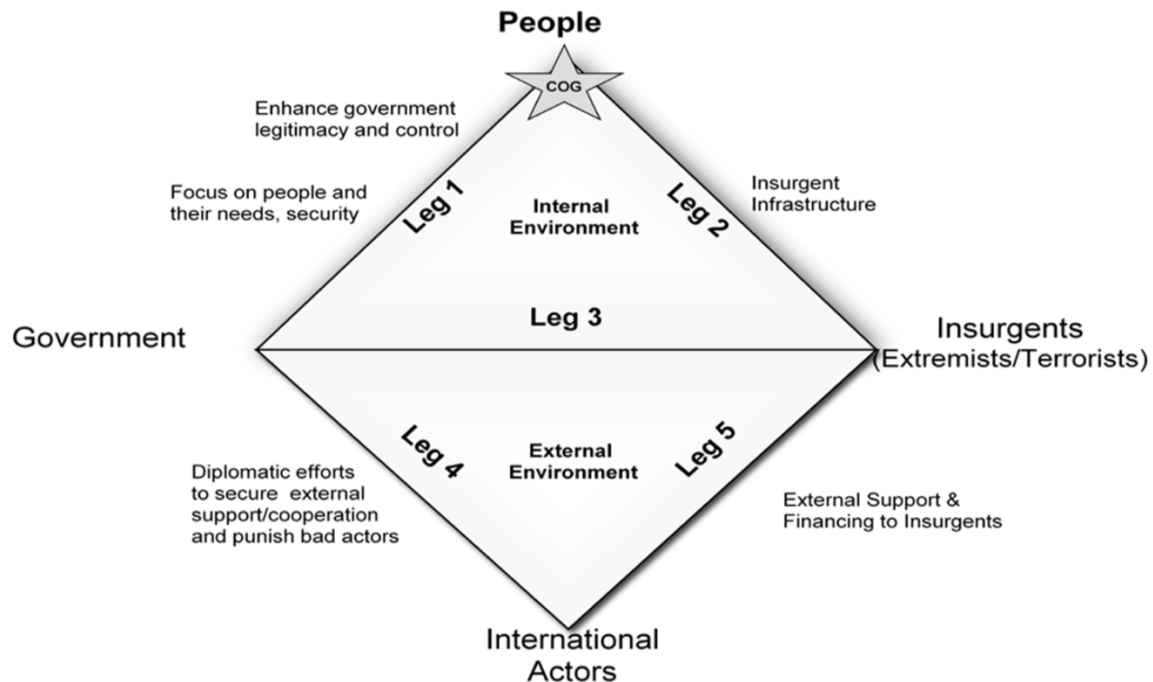 People
COG
Enhance government
legitimacy and control
Focus on people and
their needs, security
Leg 1
Internal
Environment
Leg 2
Insurgent
Infrastructure
Leg 3
Government
Insurgents
(Extremists/Terrorists)
Leg 4
External
Environment
Leg 5
Diplomatic efforts
to secure external
support/cooperation
and punish bad actors
External Support &
Financing to Insurgents
International
Actors